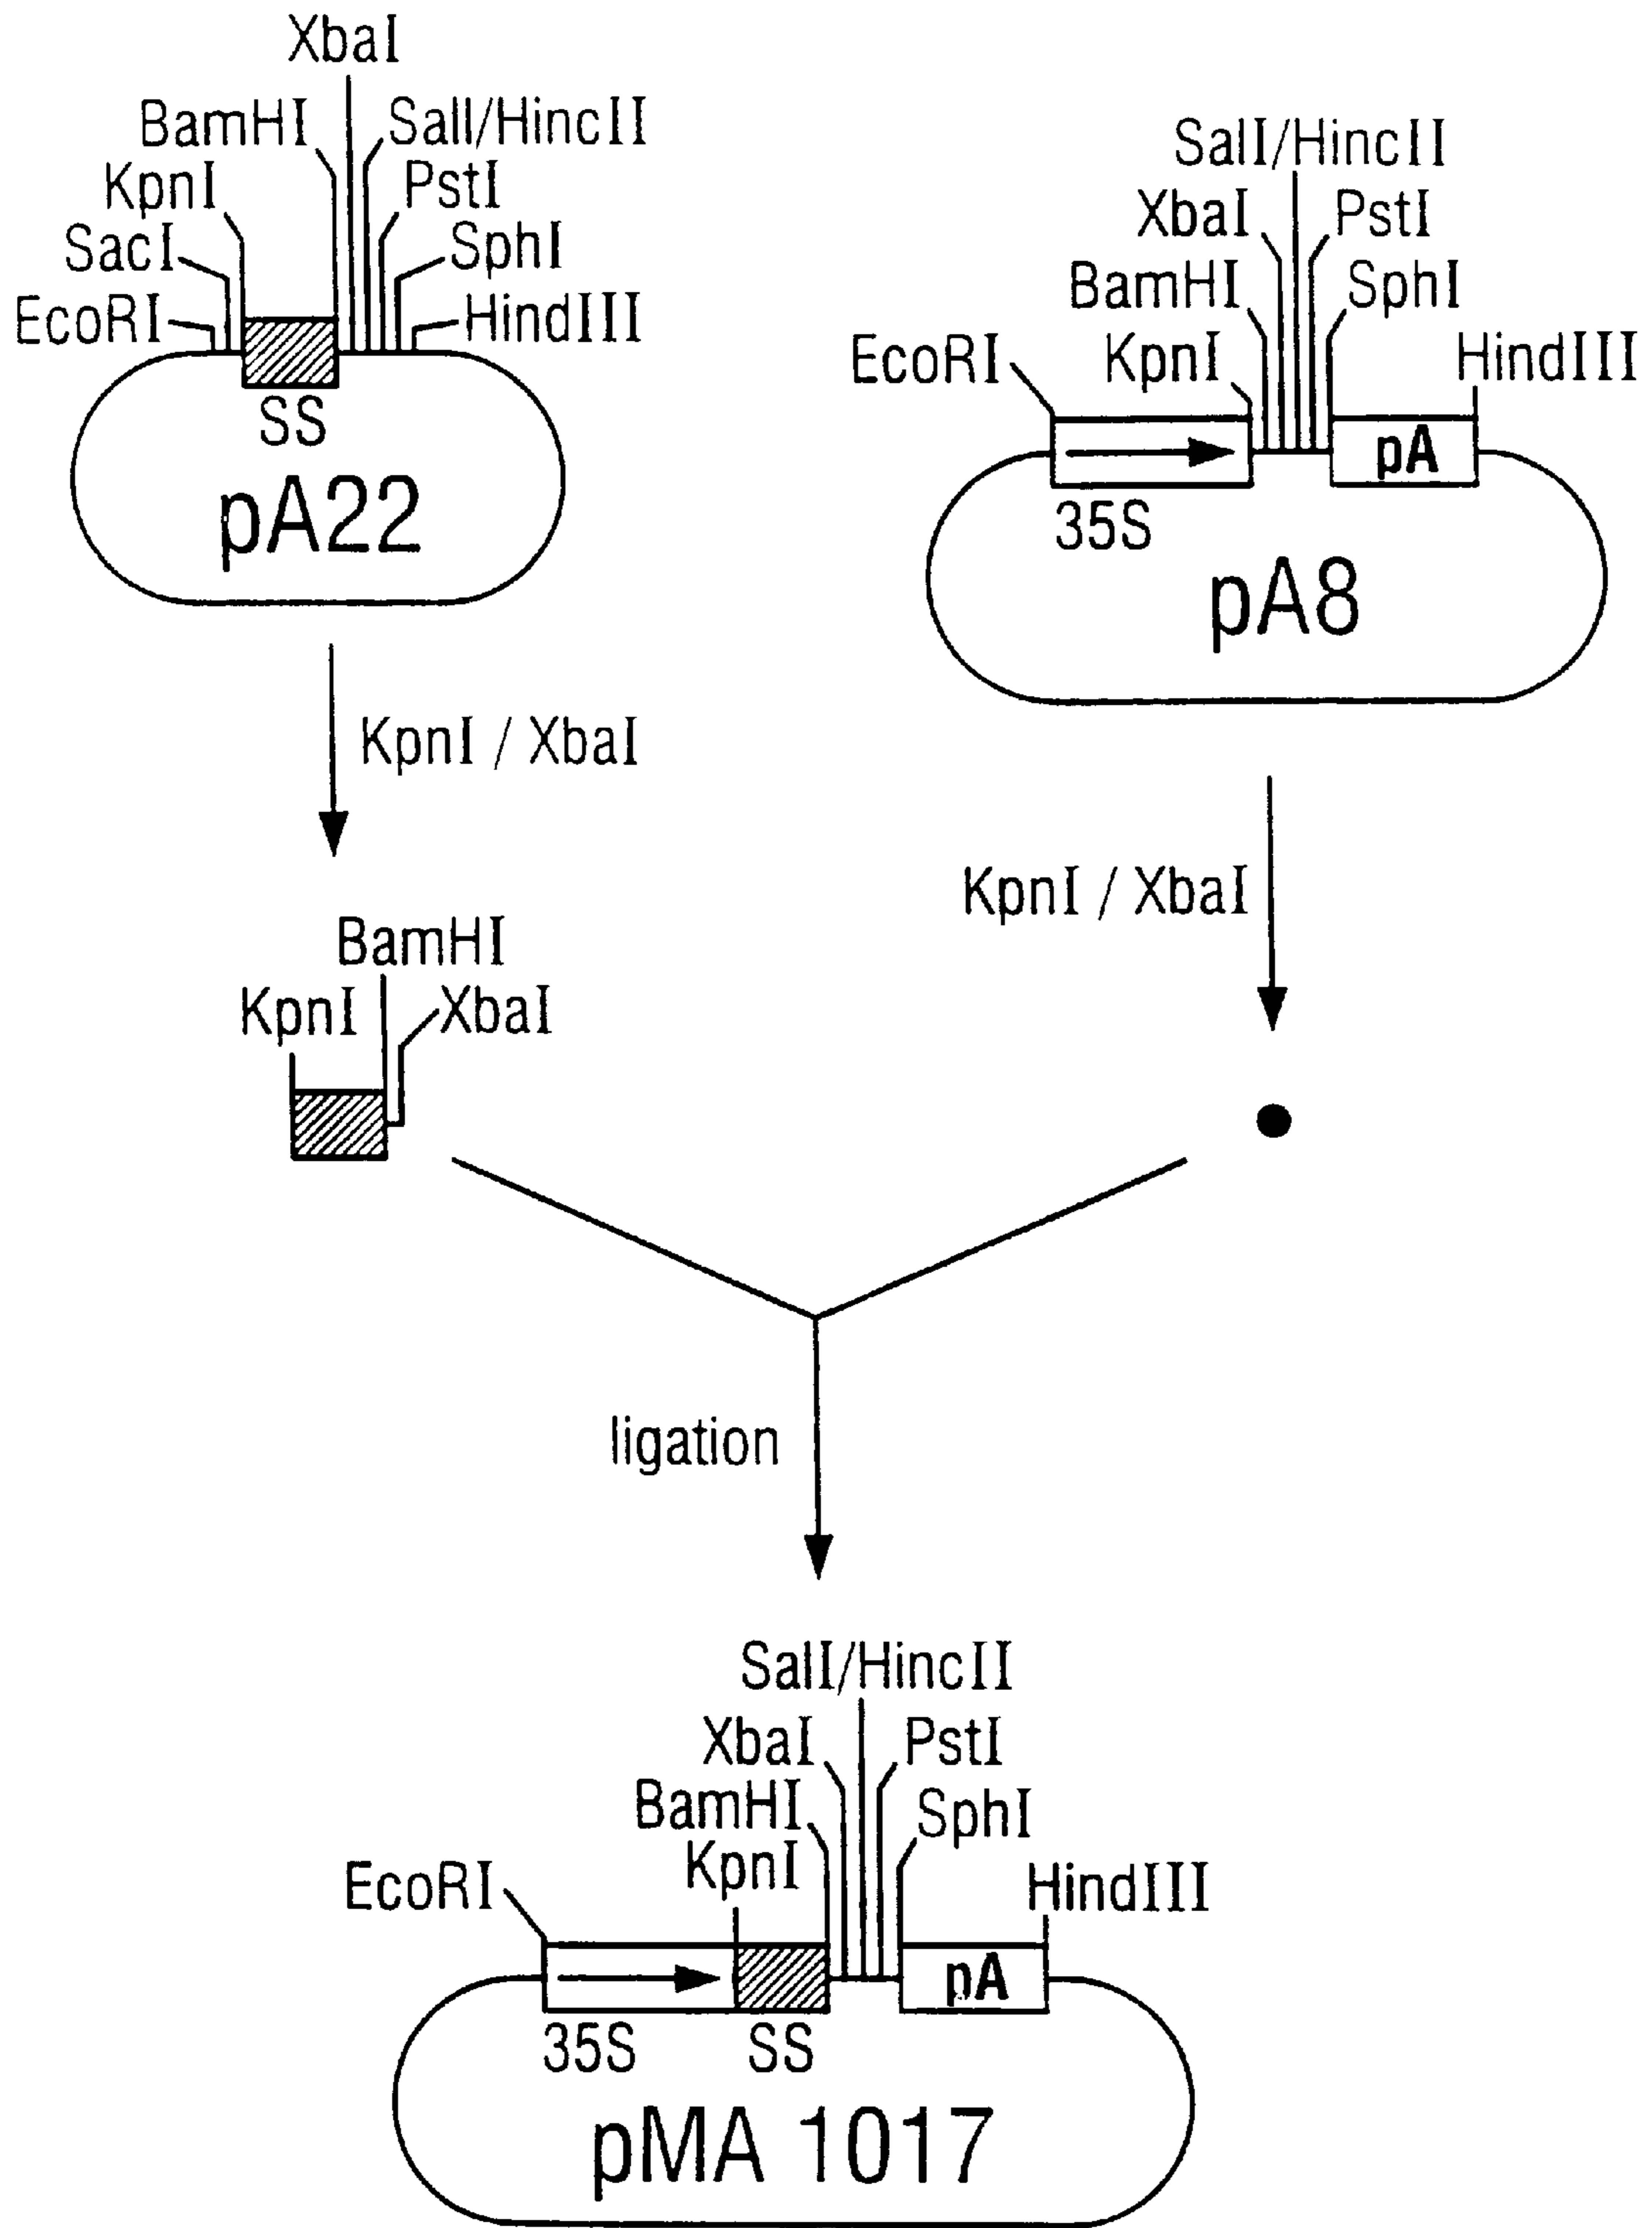 XbaI
BamHI
SalI/HincII
KpnI
PstI
SacI
SphI
EcoRI
HindIII
SS
pA22
SalI/HincII
XbaI
PstI
BamHI
SphI
EcoRI
KpnI
HindIII
pA
35S
pA8
KpnI / XbaI
KpnI / XbaI
BamHI
KpnI
XbaI
ligation
SalI/HincII
XbaI
PstI
BamHI
SphI
KpnI
EcoRI
HindIII
pA
35S
SS
pMA 1017